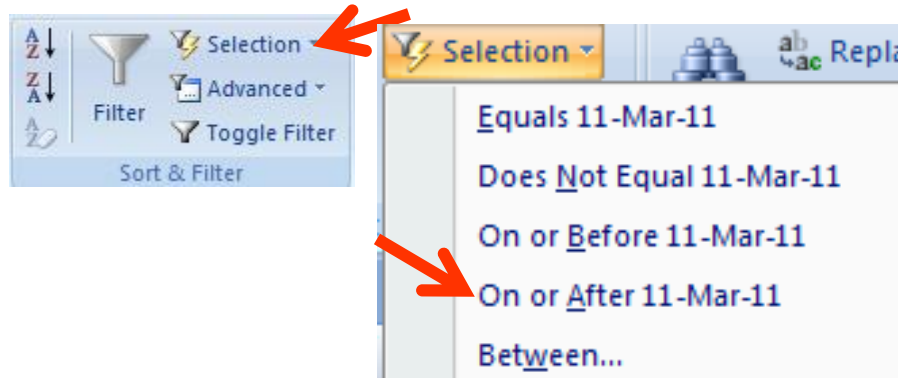 Selection
Advanced
Filter
Toggle Filter
Sort & Filter
Selection
Repla
Equals 11-Mar-11
Does Not Equal 11-Mar-11
On or Before 11-Mar-11
On or After 11-Mar-11
Between...